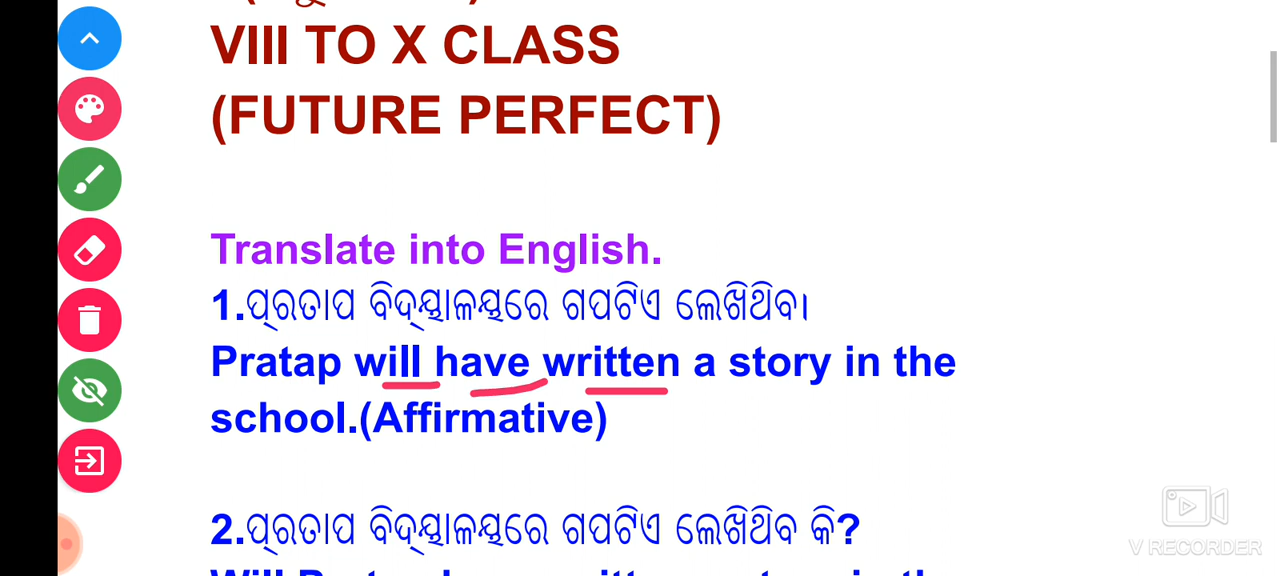 VIII TO X CLASS
(FUTURE PERFECT)
Translate into English.
1.ପ୍ରତାପ ବିଦ୍ୟାଳୟରେ ଗପଟିଏ ଲେଖିଥିବ।
Pratap will have written a story in the
school.(Affirmative)
2.ପ୍ରତାପ ବିଦ୍ୟାଳୟରେ ଗପଟିଏ ଲେଖିଥିବ କି?
V RECORDER